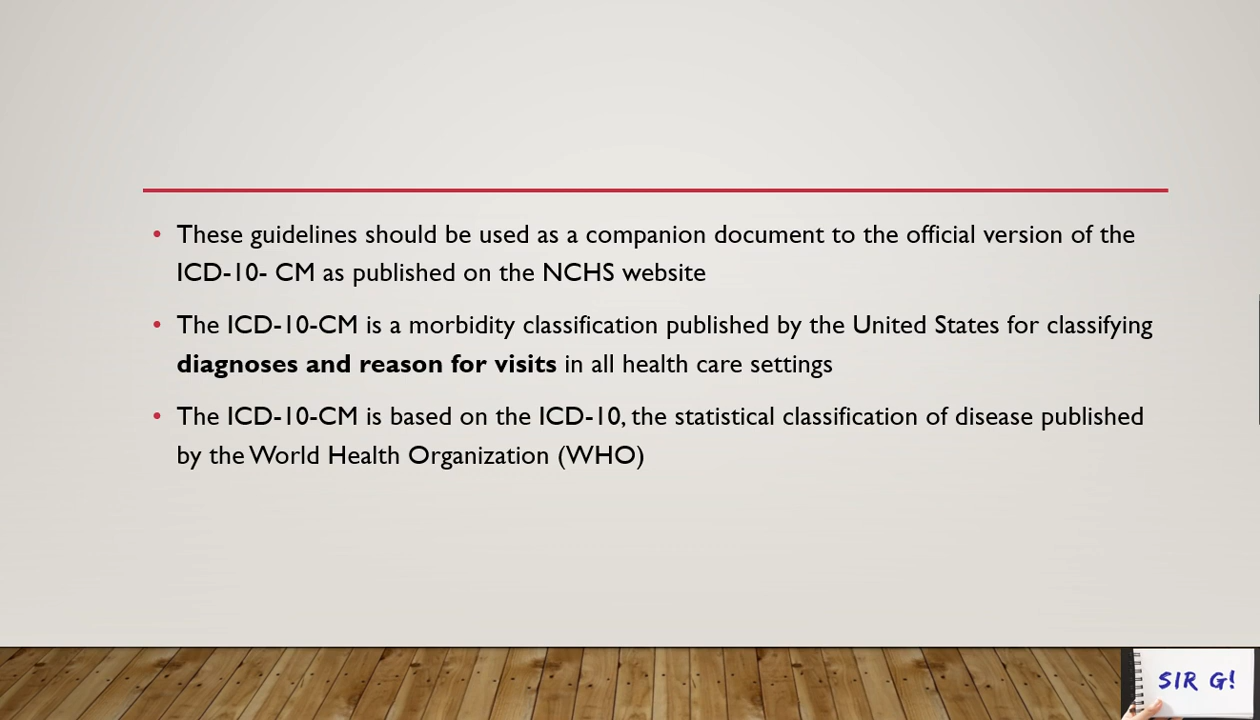 • These guidelines should be used as a companion document to the official version of the
ICD-10- CM as published on the NCHS website
• The ICD-10-CM is a morbidity classification published by the United States for classifying
diagnoses and reason for visits in all health care settings
• The ICD-10-CM is based on the ICD-10, the statistical classification of disease published
by the World Health Organization (WHO)
SIR G!